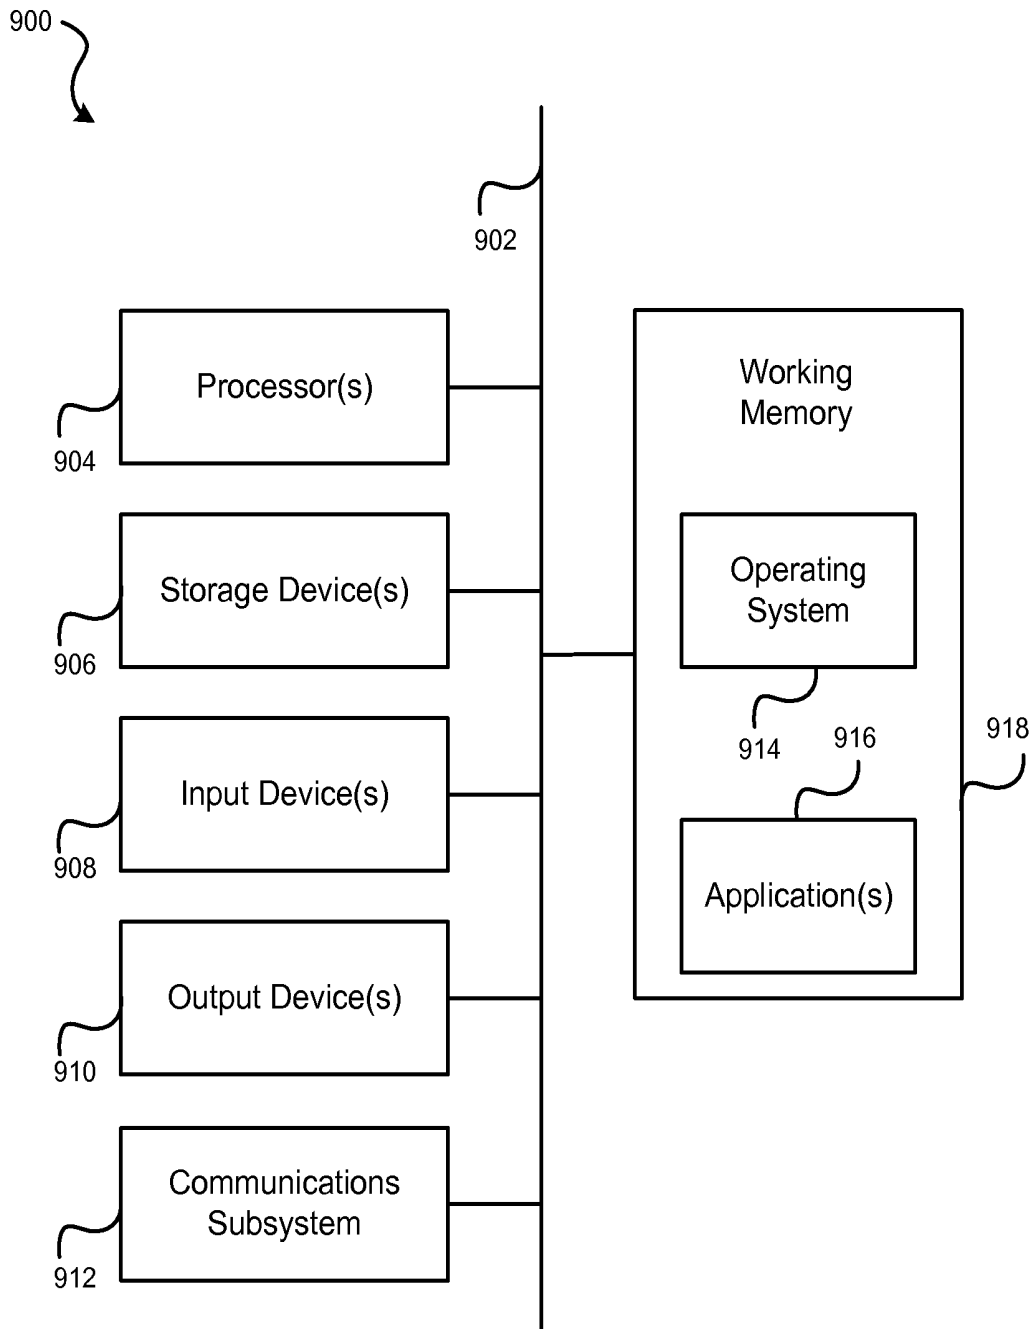 900
902
Processor(s)
904
Storage Device(s)
906
Input Device(s)
908
Output Device(s)
910
Communications
Subsystem
912
Working
Memory
Operating
System
914
916
918
Application(s)